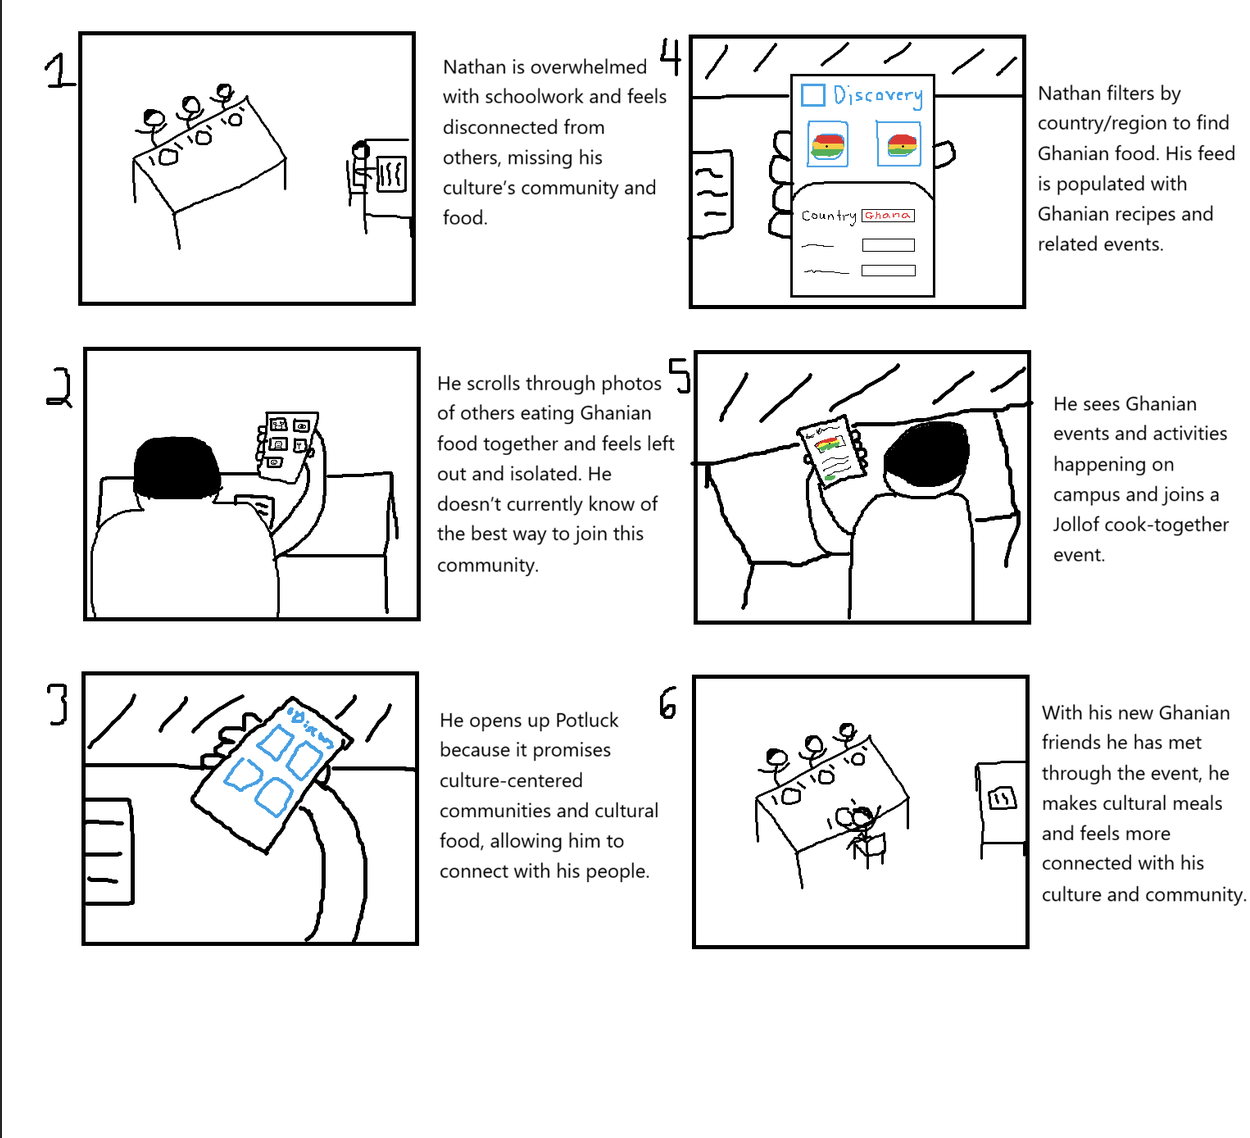 1
Nathan is overwhelmed
with schoolwork and feels
disconnected from
others, missing his
culture's community and
food.
2
He scrolls through photos
of others eating Ghanian
food together and feels left
out and isolated. He
doesn't currently know of
the best way to join this
community.
3
He opens up Potluck
because it promises
culture-centered
communities and cultural
food, allowing him to
connect with his people.
4
Discovery
Country Ghana
Nathan filters by
country/region to find
Ghanian food. His feed
is populated with
Ghanian recipes and
related events.
5
He sees Ghanian
events and activities
happening on
campus and joins a
Jollof cook-together
event.
6
With his new Ghanian
friends he has met
through the event, he
makes cultural meals
and feels more
connected with his
culture and community.